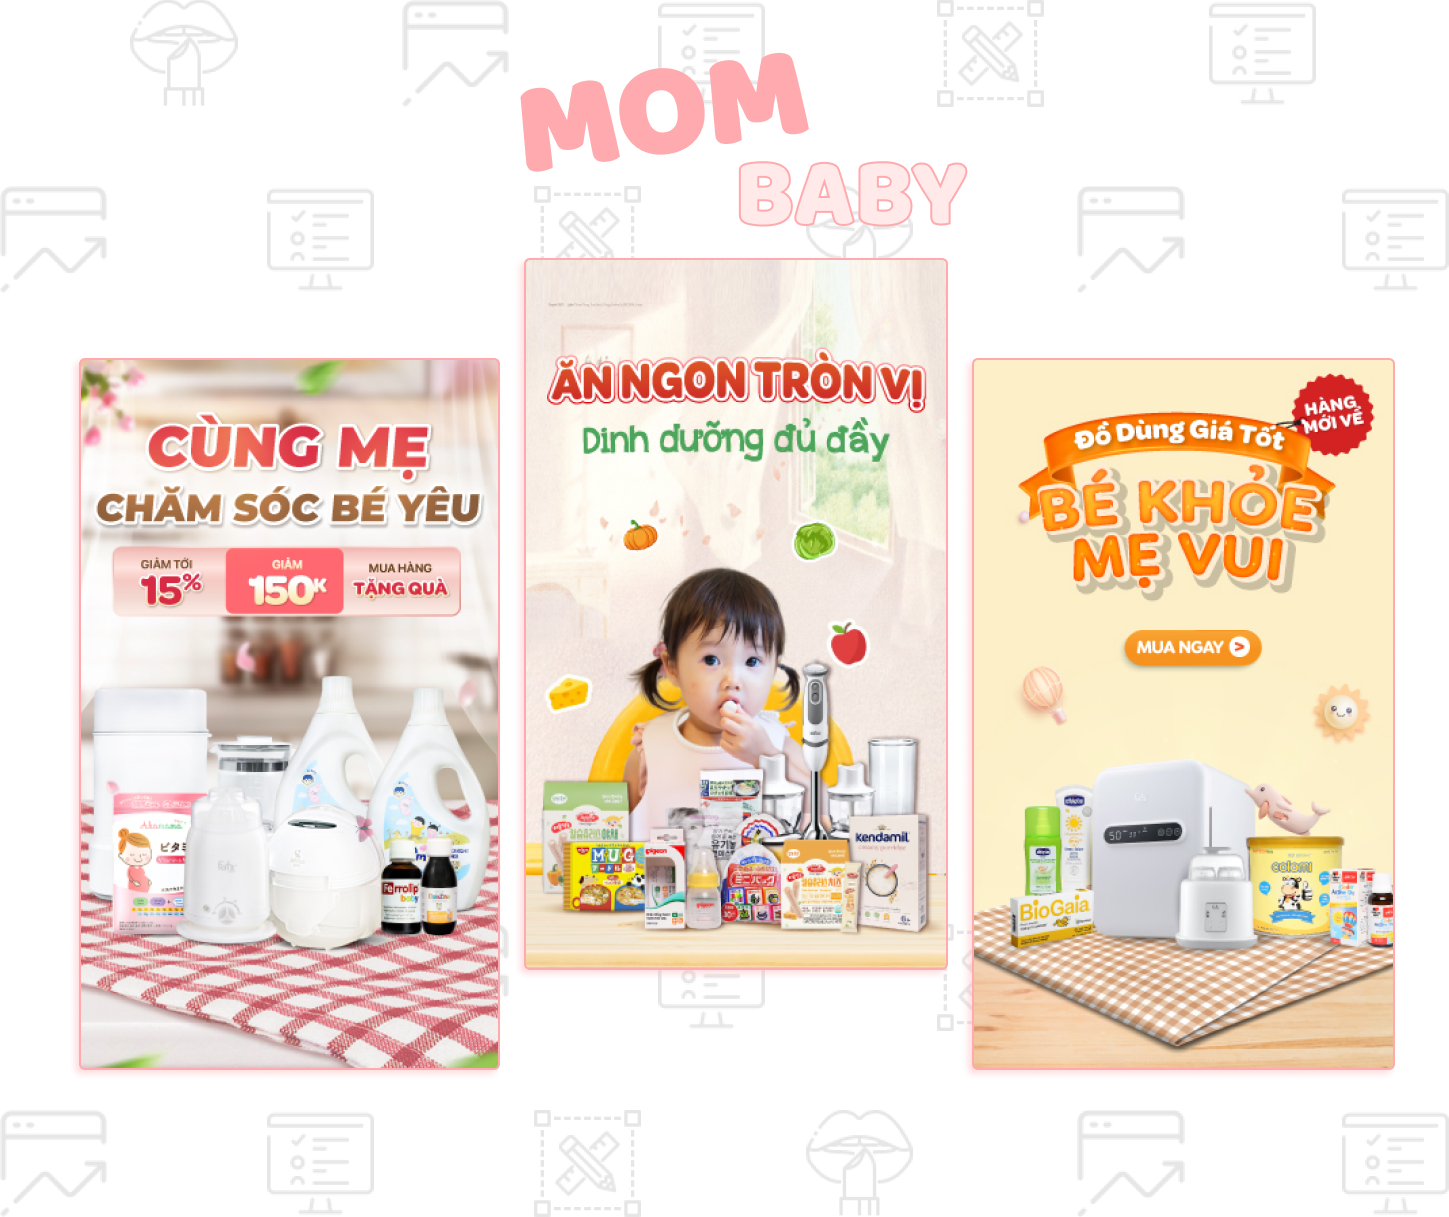 MOM
BABY
CÙNG MẸ
CHĂM SÓC BÉ YÊU
GIẢM TỚI
15%
GIẢM
150K
MUA HÀNG
TẶNG QUÀ
Ferrolip
baby
ĂN NGON TRÒN VỊ
Dinh dưỡng đủ đầy
MUG
pigeon
kendamil
HÀNG
MỚI VỀ
Đồ Dùng Giá Tốt
BÉ KHỎE
MẸ VUI
MUA NGAY >
BioGaia
colomi